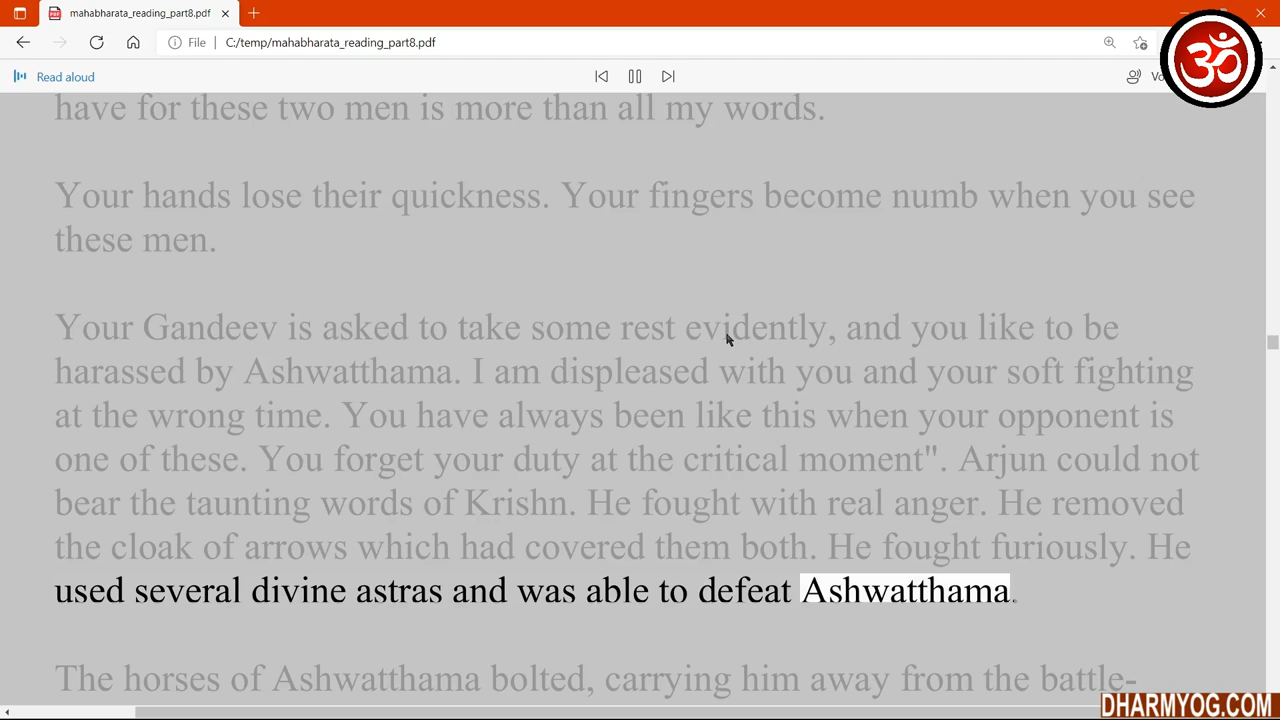 mahabharata_reading_part8.pdf
File C:/temp/mahabharata_reading_part8.pdf
Read aloud
ॐ
have for these two men is more than all my words.
Your hands lose their quickness. Your fingers become numb when you see
these men.
Your Gandeev is asked to take some rest evidently, and you like to be
harassed by Ashwatthama. I am displeased with you and your soft fighting
at the wrong time. You have always been like this when your opponent is
one of these. You forget your duty at the critical moment". Arjun could not
bear the taunting words of Krishn. He fought with real anger. He removed
the cloak of arrows which had covered them both. He fought furiously. He
used several divine astras and was able to defeat Ashwatthama.
The horses of Ashwatthama bolted, carrying him away from the battle-
DHARMYOG.COM